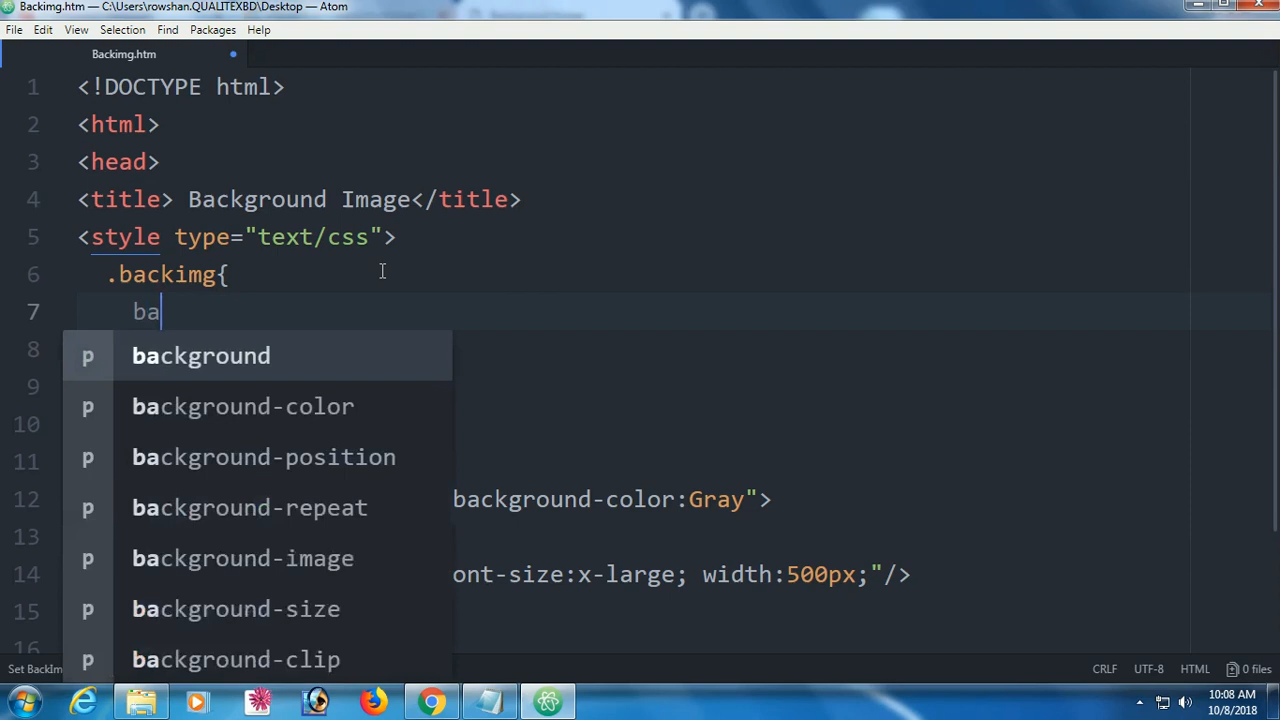 Backimg.htm — C:\Users\rowshan.QUALITEXBD\Desktop — Atom
File Edit View Selection Find Packages Help
Backimg.htm
1 <!DOCTYPE html>
2 <html>
3 <head>
4 <title> Background Image</title>
5 <style type="text/css">
6 .backimg{
7 ba
8
p background
9
p background-color
10
11
p background-position
12 background-color:Gray">
p background-repeat
13
p background-image
14 ont-size:x-large; width:500px;"/>
15
p background-size
16
p background-clip
Set BackIm CRLF UTF-8 HTML 0 files
10:08 AM
10/8/2018